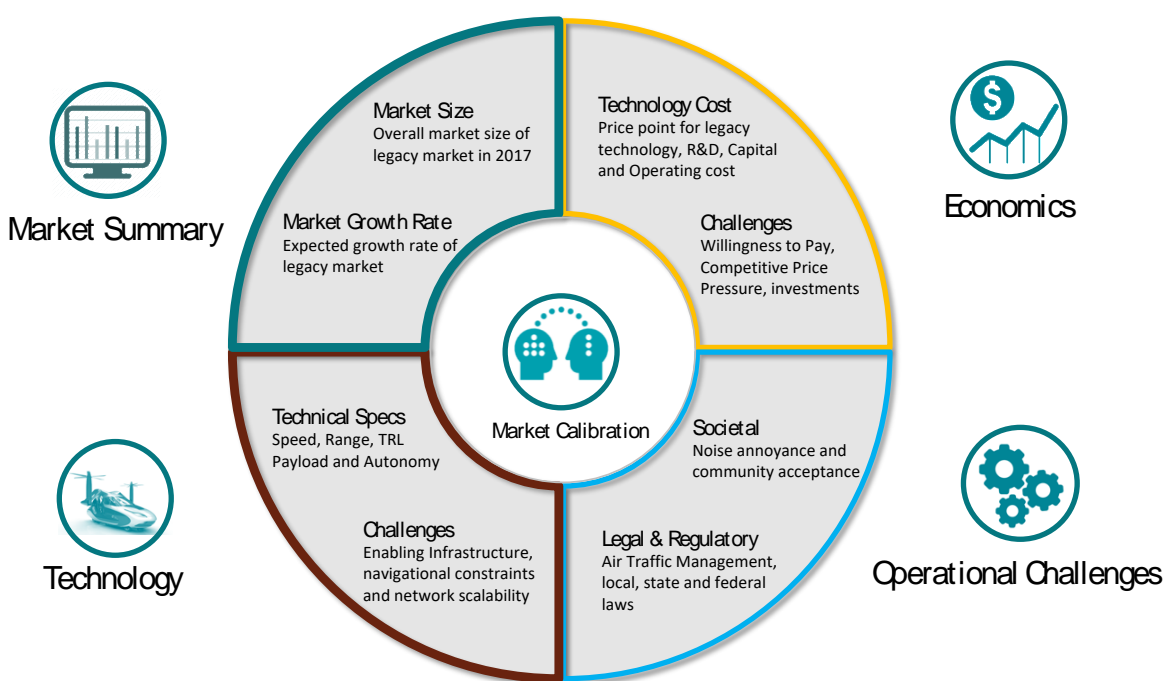 Market Summary
Market Size
Overall market size of
legacy market in 2017
Market Growth Rate
Expected growth rate of
legacy market
Technology Cost
Price point for legacy
technology, R&D, Capital
and Operating cost
Challenges
Willingness to Pay,
Competitive Price
Pressure, investments
$
Economics
Market Calibration
Technology
Technical Specs
Speed, Range, TRL
Payload and Autonomy
Challenges
Enabling Infrastructure,
navigational constraints
and network scalability
Societal
Noise annoyance and
community acceptance
Legal & Regulatory
Air Traffic Management,
local, state and federal
laws
Operational Challenges